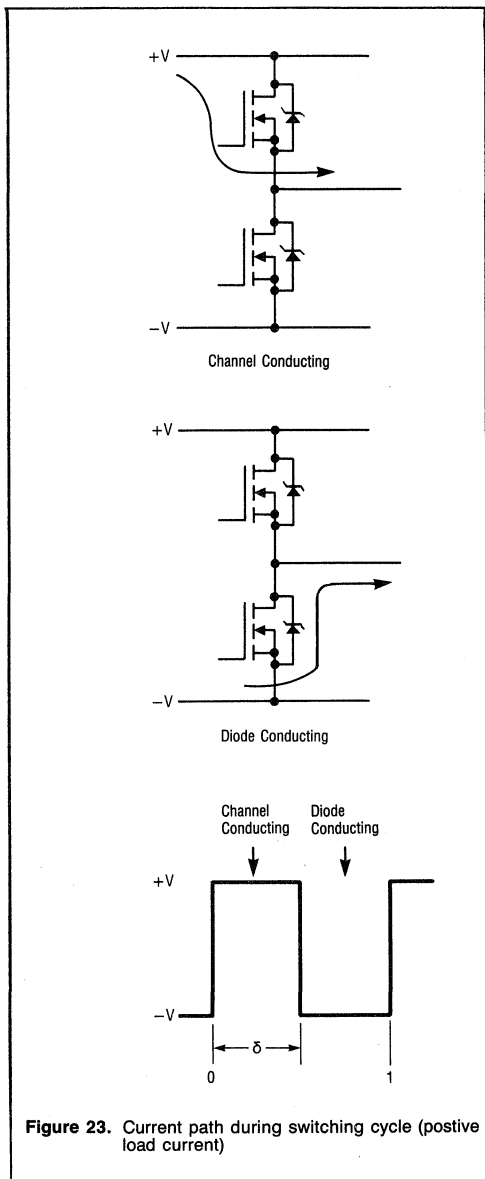 +V
−V
Channel Conducting
+V
−V
Diode Conducting
Channel Conducting
Diode Conducting
+V
−V
δ
0 1
Figure 23. Current path during switching cycle (postive
load current)